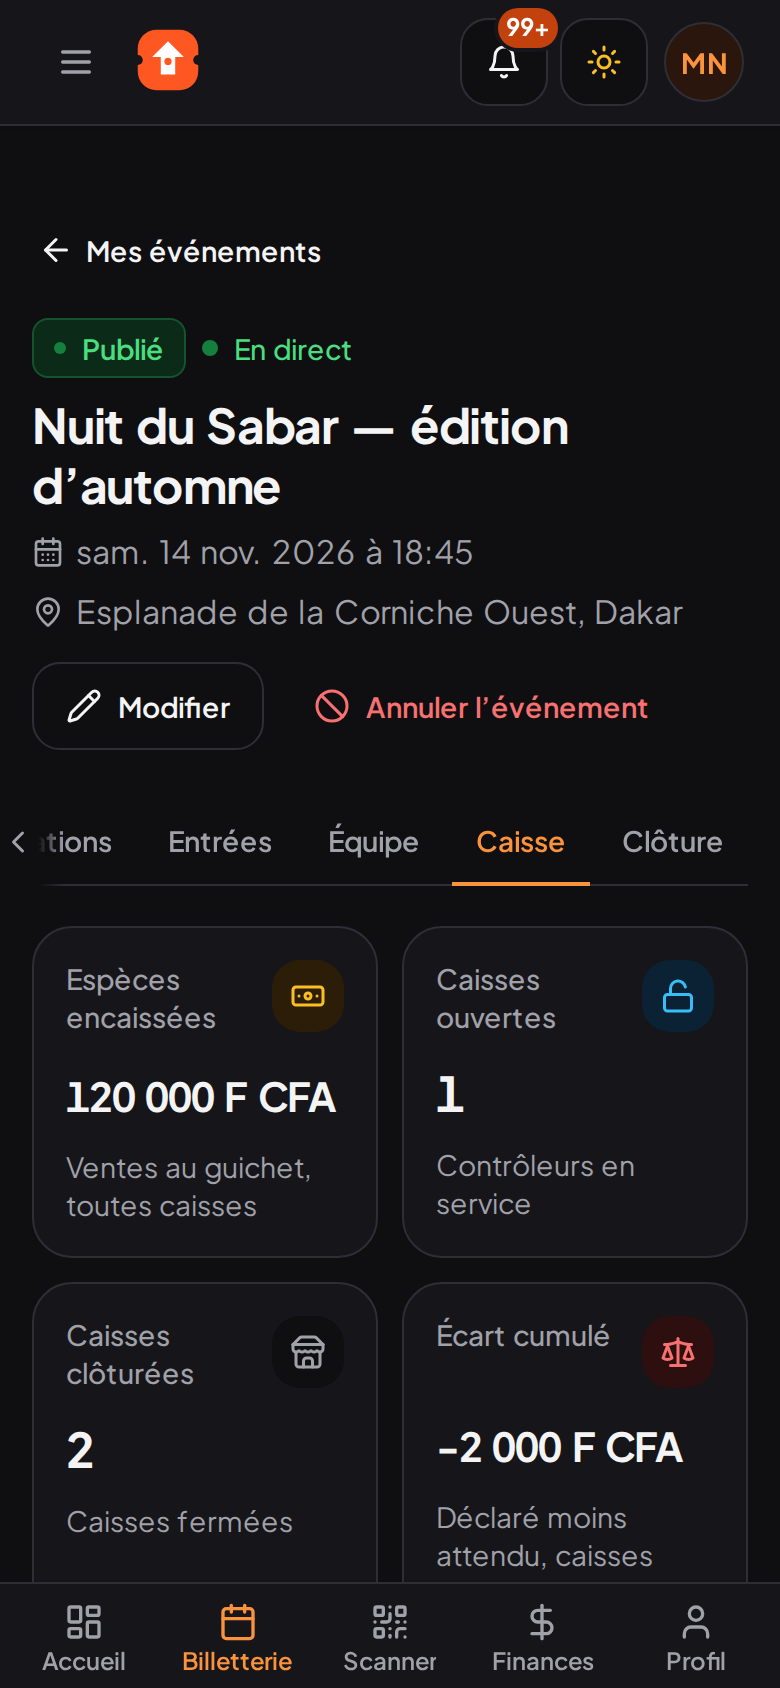 99+
MN
Mes événements
Publié
En direct
Nuit du Sabar — édition
d’automne
sam. 14 nov. 2026 à 18:45
Esplanade de la Corniche Ouest, Dakar
Modifier
Annuler l’événement
Entrées
Équipe
Caisse
Clôture
Espèces
encaissées
120 000 F CFA
Ventes au guichet,
toutes caisses
Caisses
ouvertes
1
Contrôleurs en
service
Caisses
clôturées
2
Caisses fermées
Écart cumulé
−2 000 F CFA
Déclaré moins
attendu, caisses
Accueil
Billetterie
Scanner
Finances
Profil